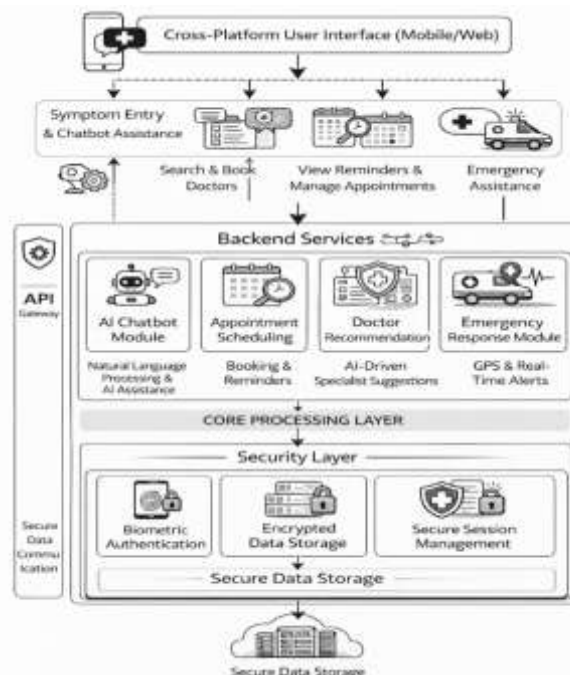 Cross-Platform User Interface (Mobile/Web)
Symptom Entry
& Chatbot Assistance
Search & Book
Doctors
View Reminders &
Manage Appointments
Emergency
Assistance
Backend Services
API
Gateway
AI Chatbot
Module
Appointment
Scheduling
Doctor
Recommendation
Emergency
Response Module
Natural Language
Processing &
AI Assistance
Booking &
Reminders
AI-Driven
Specialist Suggestions
GPS & Real-
Time Alerts
CORE PROCESSING LAYER
Security Layer
Secure
Data
Commu
ication
Biometric
Authentication
Encrypted
Data Storage
Secure Session
Management
Secure Data Storage
Secure Data Storage